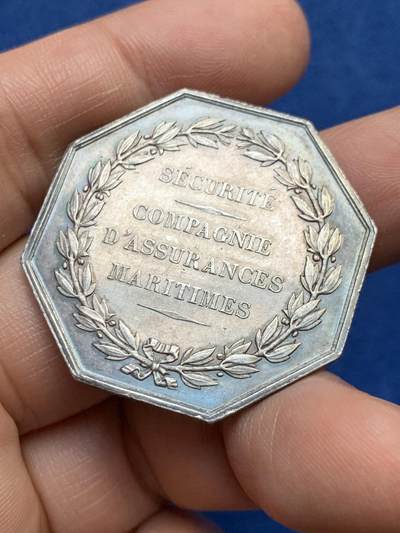 SÉCURITÉ
COMPAGNIE
D'ASSURANCES
MARITIMES